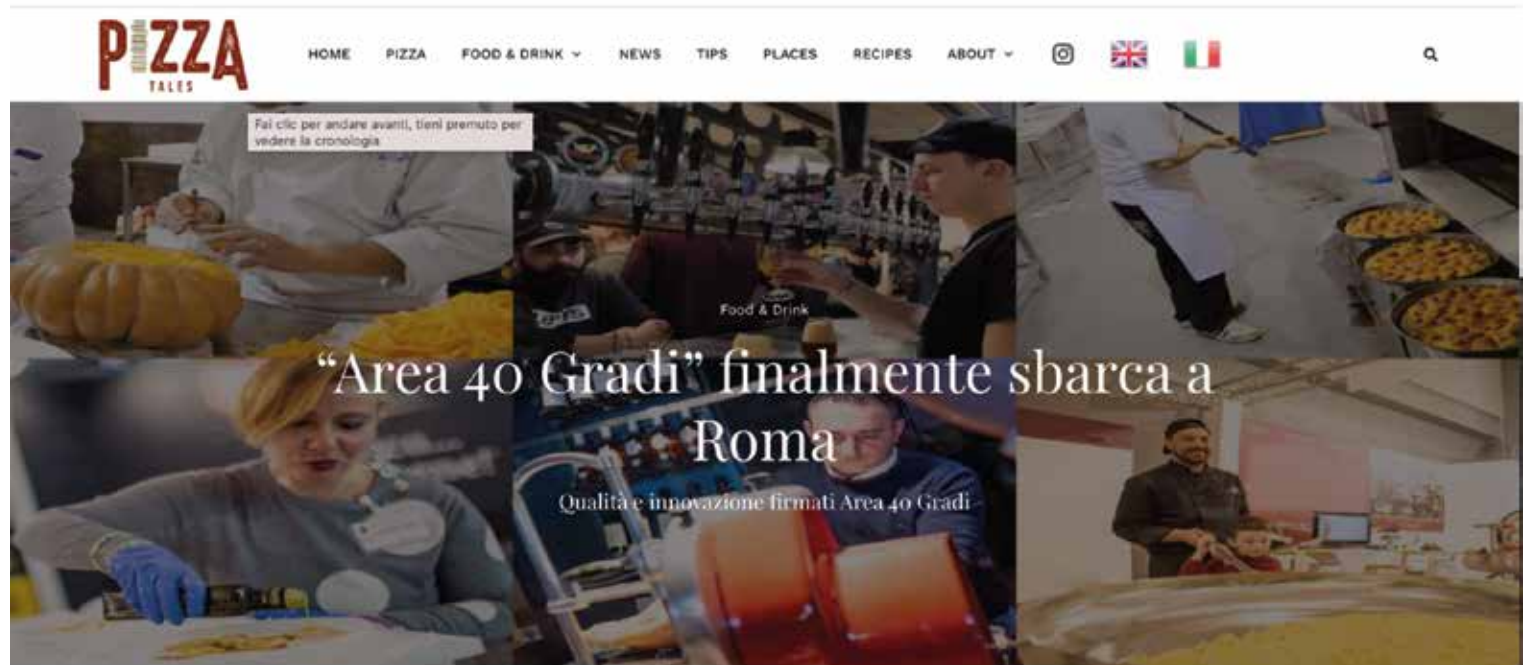 PIZZA
TALES
HOME PIZZA FOOD & DRINK NEWS TIPS PLACES RECIPES ABOUT
Fai clic per andare avanti, tieni premuto per
vedere la cronologia
Food & Drink
“Area 40 Gradi” finalmente sbarca a
Roma
Qualità e innovazione firmati Area 40 Gradi